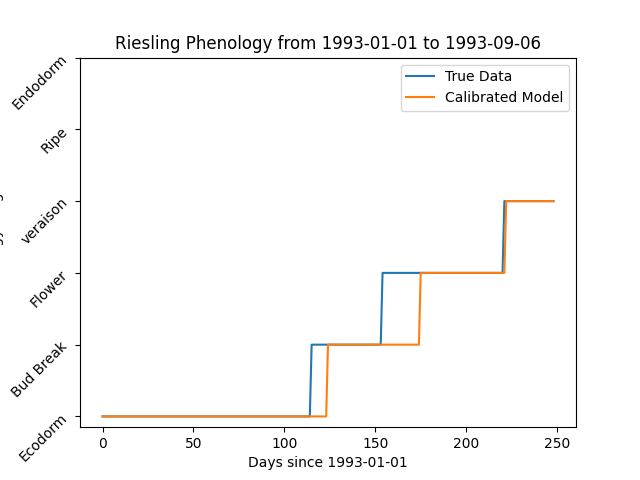 Riesling Phenology from 1993-01-01 to 1993-09-06
True Data
Calibrated Model
Endodorm
Ripe
veraison
Flower
Bud Break
Ecodorm
0 50 100 150 200 250
Days since 1993-01-01